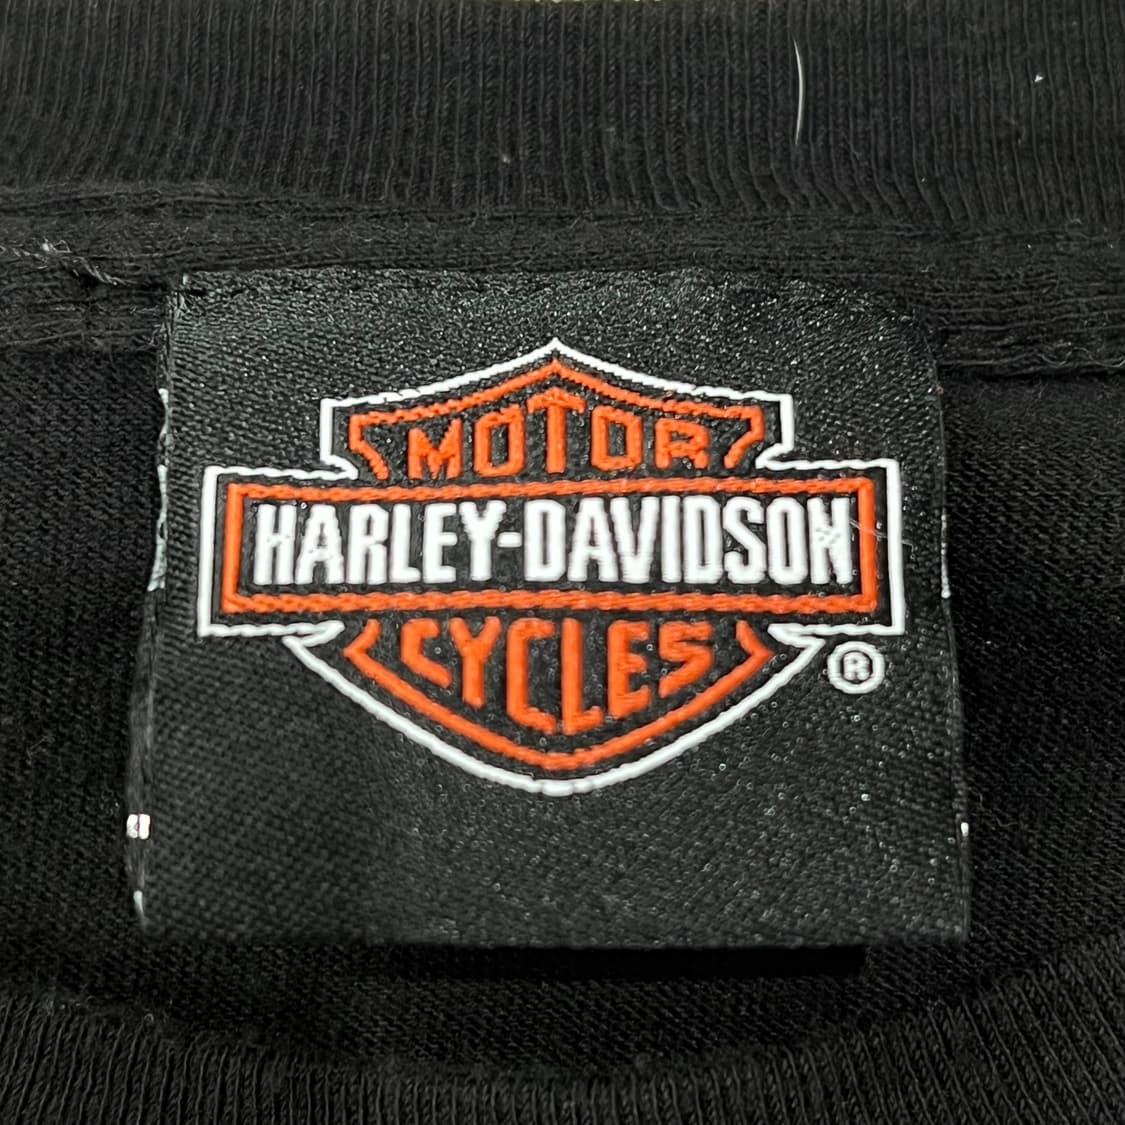 MOTOR
HARLEY-DAVIDSON
CYCLES
®